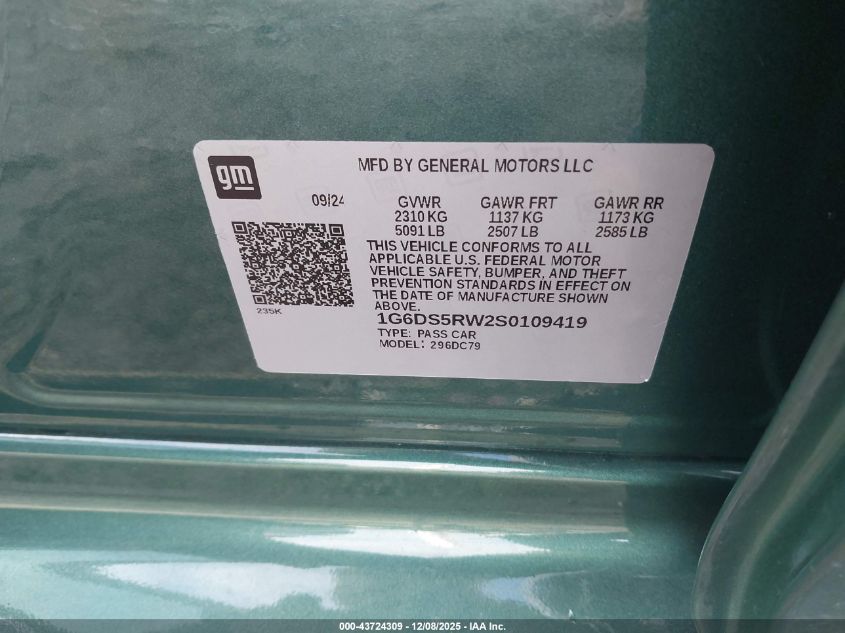 gm
MFD BY GENERAL MOTORS LLC
09/24
GVWR GAWR FRT GAWR RR
2310 KG 1137 KG 1173 KG
5091 LB 2507 LB 2585 LB
THIS VEHICLE CONFORMS TO ALL
APPLICABLE U.S. FEDERAL MOTOR
VEHICLE SAFETY, BUMPER, AND THEFT
PREVENTION STANDARDS IN EFFECT ON
THE DATE OF MANUFACTURE SHOWN
ABOVE.
235K
1G6DS5RW2S0109419
TYPE: PASS CAR
MODEL: 296DC79
000-43724309 - 12/08/2025 - IAA Inc.